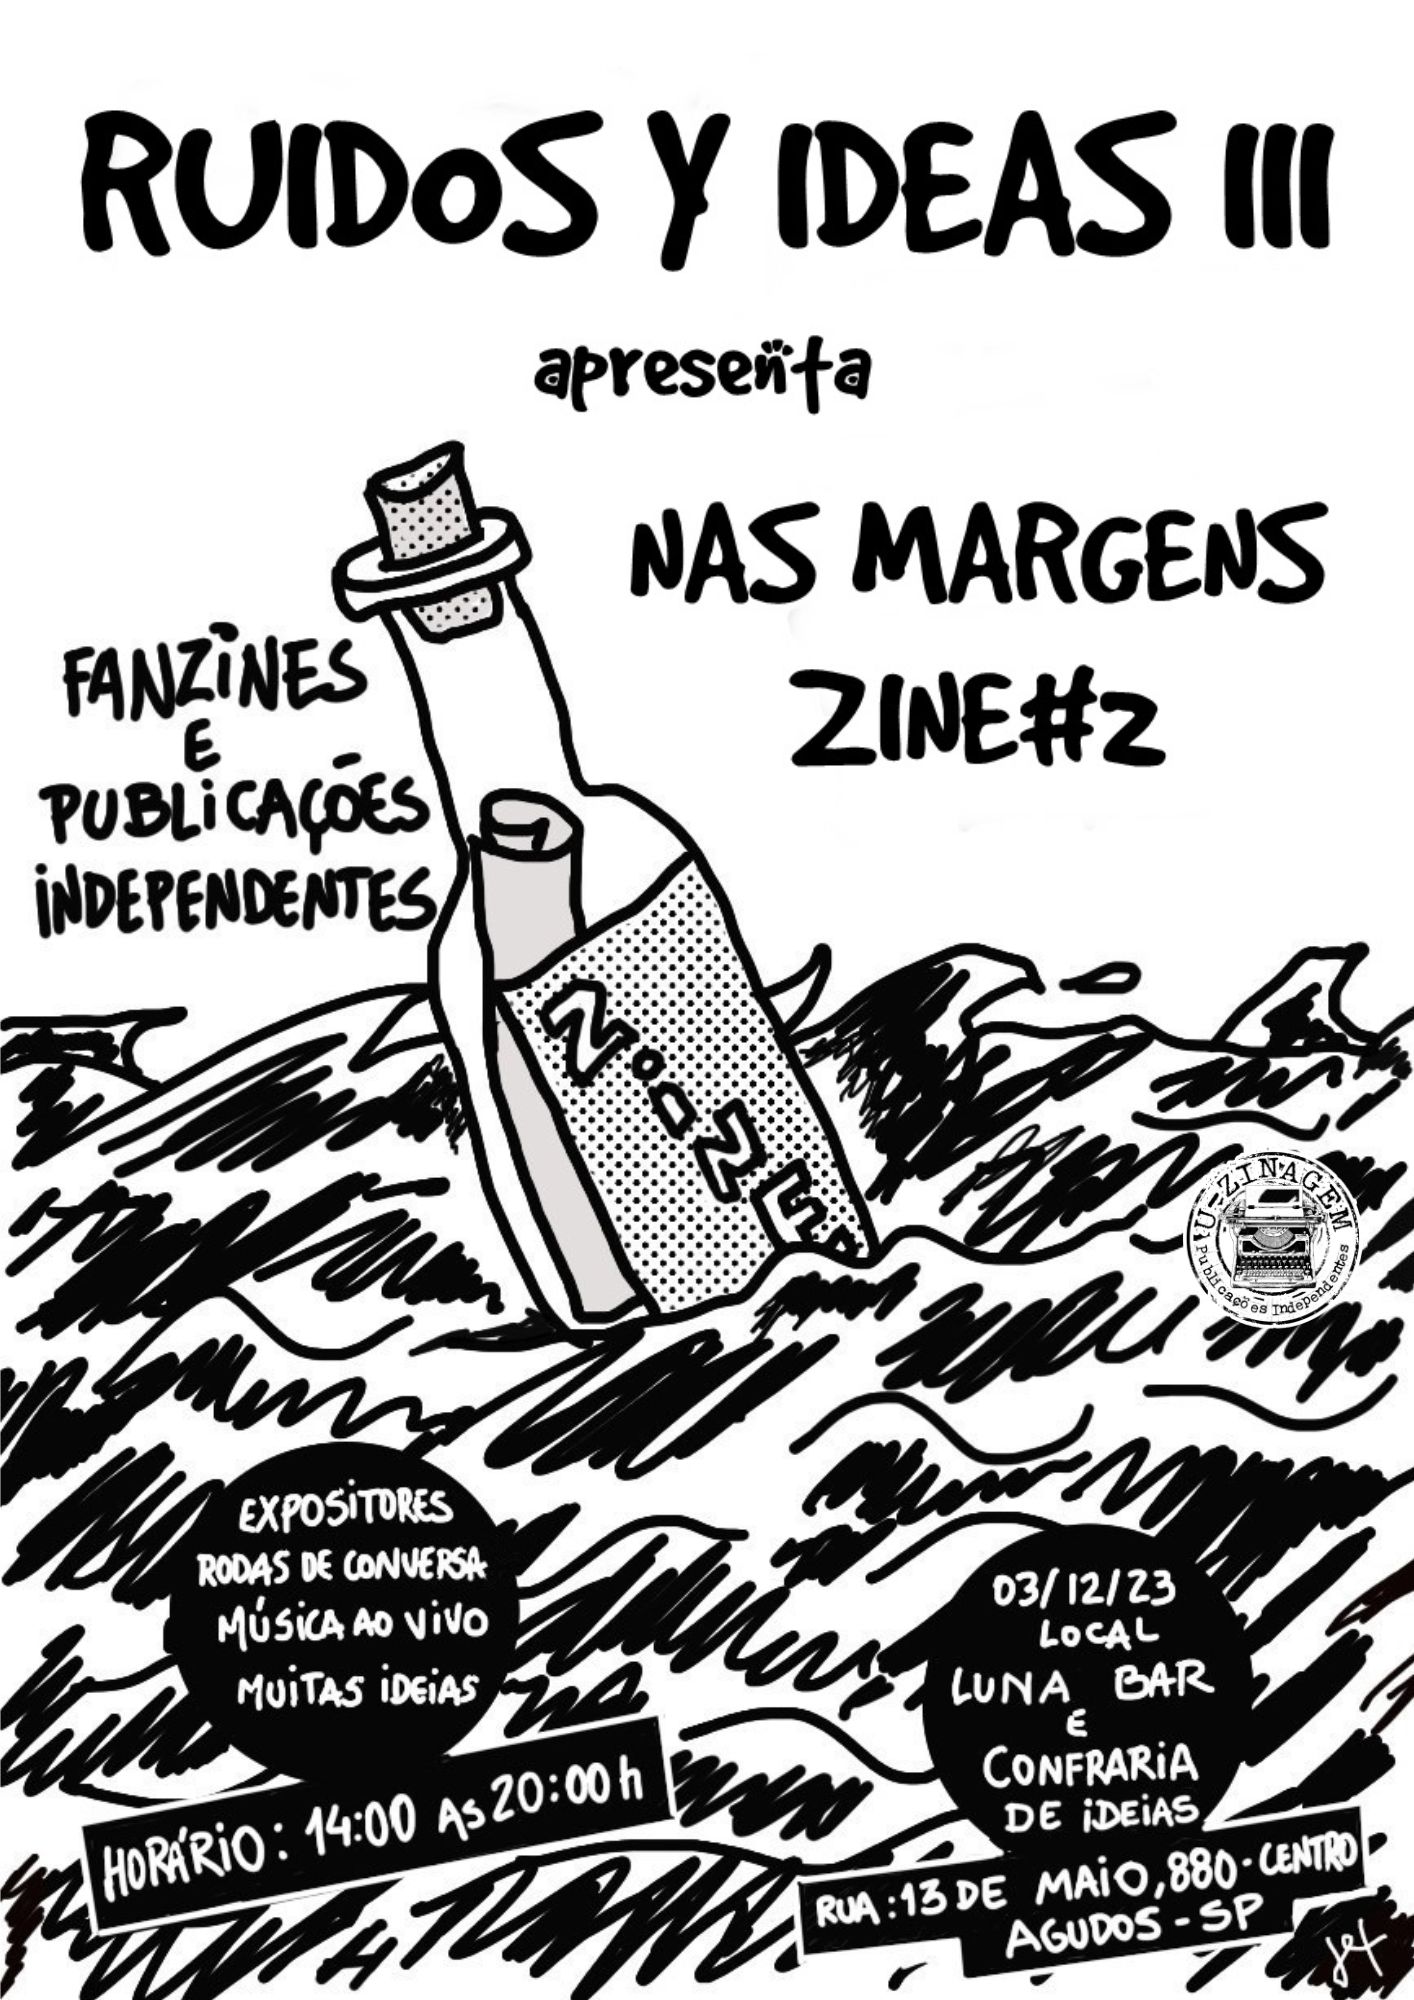 RUIDOS Y IDEAS III
apresenta
NAS MARGENS
ZINE#2
FANZINES
E
PUBLICAÇÕES
INDEPENDENTES
ZINE
U-ZINAGEM
Publicações Independentes
EXPOSITORES
RODAS DE CONVERSA
MÚSICA AO VIVO
MUITAS IDEIAS
HORÁRIO: 14:00 AS 20:00 h
03/12/23
LOCAL
LUNA BAR
E
CONFRARIA
DE IDEIAS
RUA: 13 DE MAIO, 880 - CENTRO
AGUDOS - SP